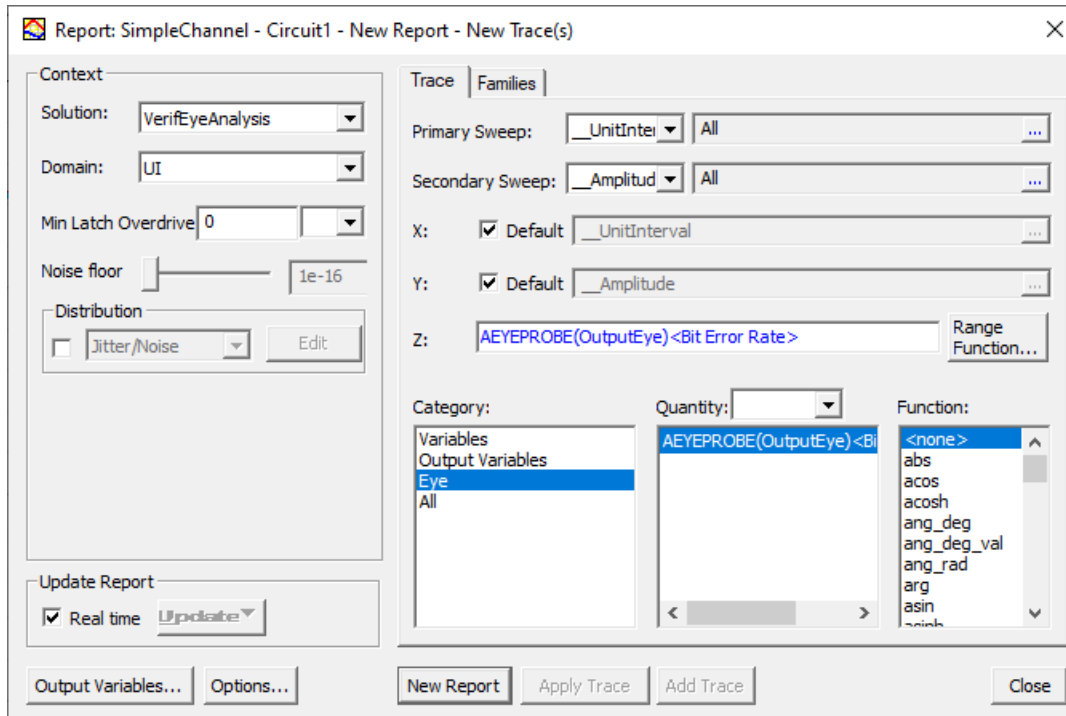 Report: SimpleChannel - Circuit1 - New Report - New Trace(s)
Context
Solution: VerifEyeAnalysis
Domain: UI
Min Latch Overdrive 0
Noise floor 1e-16
Distribution
Jitter/Noise Edit
Update Report
Real time Update
Output Variables... Options...
Trace Families
Primary Sweep: __UnitInter All ...
Secondary Sweep: __Amplitud All ...
X: Default __UnitInterval ...
Y: Default __Amplitude ...
Z: AEYEPROBE(OutputEye)<Bit Error Rate> Range
Function...
Category:
Variables
Output Variables
Eye
All
Quantity:
AEYEPROBE(OutputEye)<Bi
Function:
<none>
abs
acos
acosh
ang_deg
ang_deg_val
ang_rad
arg
asin
asinh
New Report Apply Trace Add Trace Close